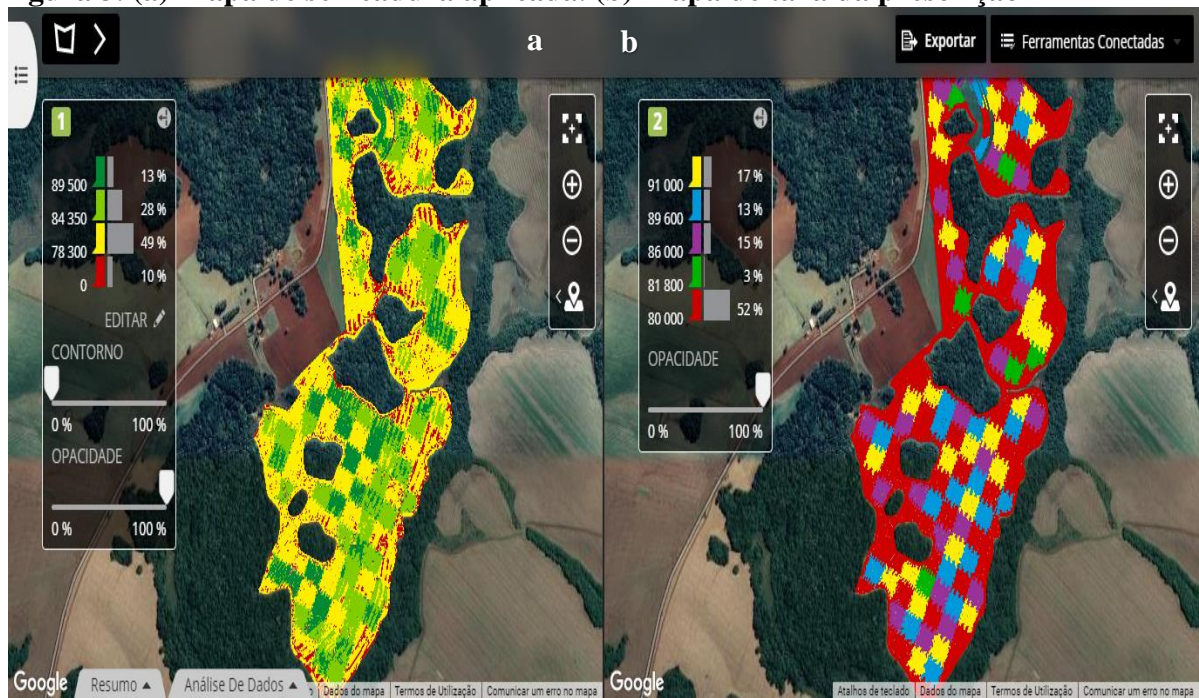 a
b
Exportar
Ferramentas Conectadas
1
89 500 13 %
84 350 28 %
78 300 49 %
0 10 %
EDITAR
CONTORNO
0 % 100 %
OPACIDADE
0 % 100 %
2
91 000 17 %
89 600 13 %
86 000 15 %
81 800 3 %
80 000 52 %
OPACIDADE
0 % 100 %
Google
Resumo
Análise De Dados
Dados do mapa
Termos de Utilização
Comunicar um erro no mapa
Google
Atalhos de teclado
Dados do mapa
Termos de Utilização
Comunicar um erro no mapa